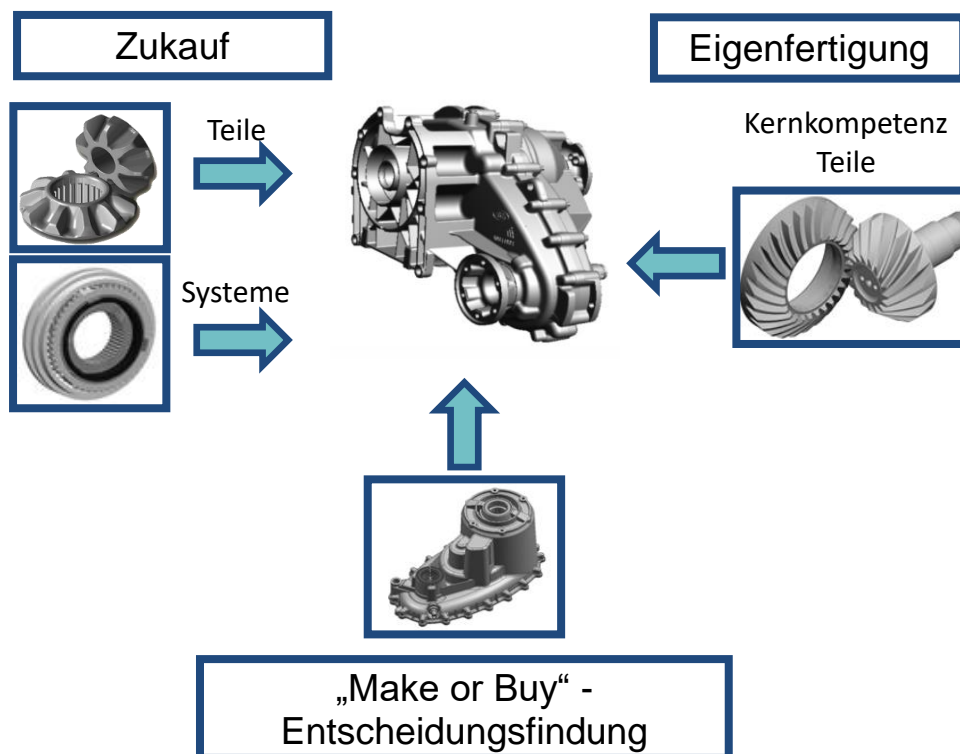 Zukauf
Eigenfertigung
Teile
Kernkompetenz
Teile
Systeme
„Make or Buy“ -
Entscheidungsfindung